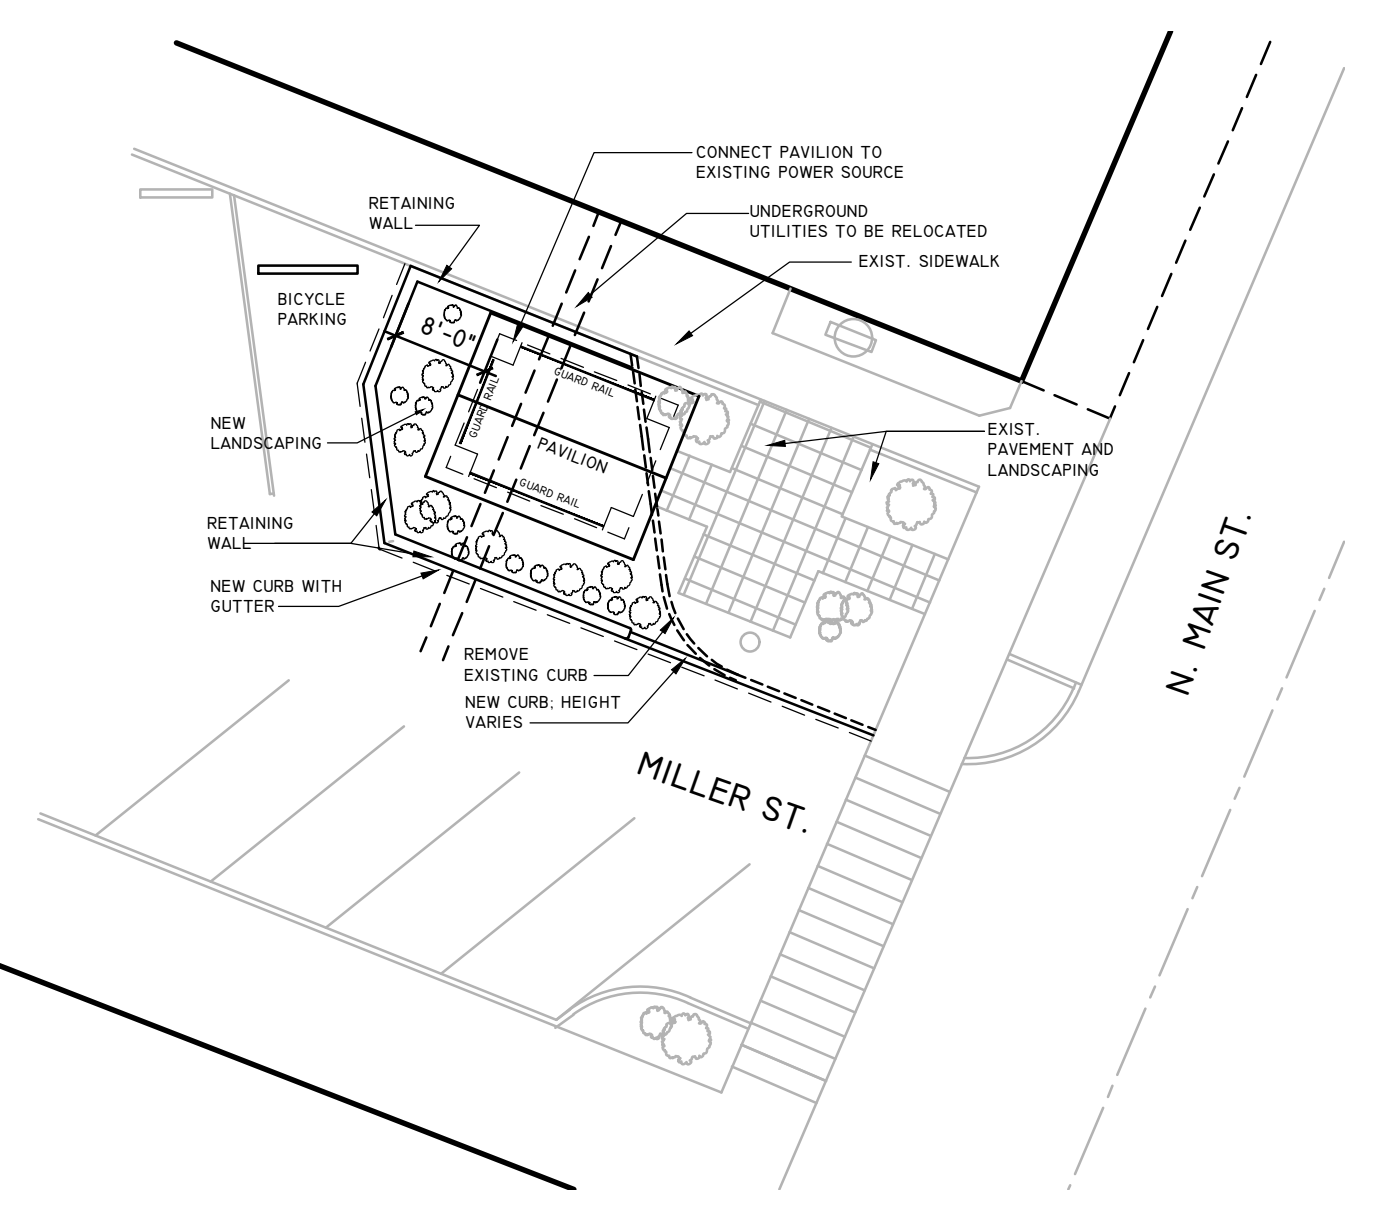 CONNECT PAVILION TO
EXISTING POWER SOURCE
RETAINING
WALL
UNDERGROUND
UTILITIES TO BE RELOCATED
EXIST. SIDEWALK
BICYCLE
PARKING
8'-0"
GUARD RAIL
GUARD RAIL
NEW
LANDSCAPING
PAVILION
EXIST.
PAVEMENT AND
LANDSCAPING
GUARD RAIL
RETAINING
WALL
NEW CURB WITH
GUTTER
N. MAIN ST.
REMOVE
EXISTING CURB
NEW CURB; HEIGHT
VARIES
MILLER ST.